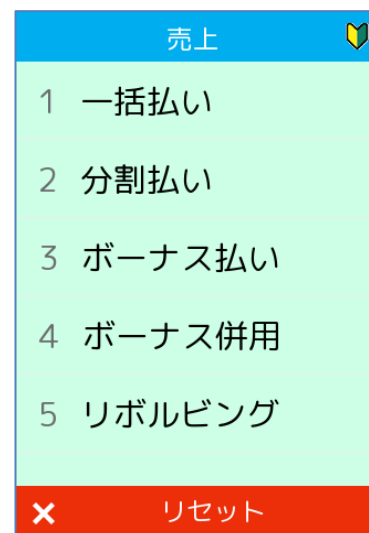 売上
1 一括払い
2 分割払い
3 ボーナス払い
4 ボーナス併用
5 リボルビング
× リセット